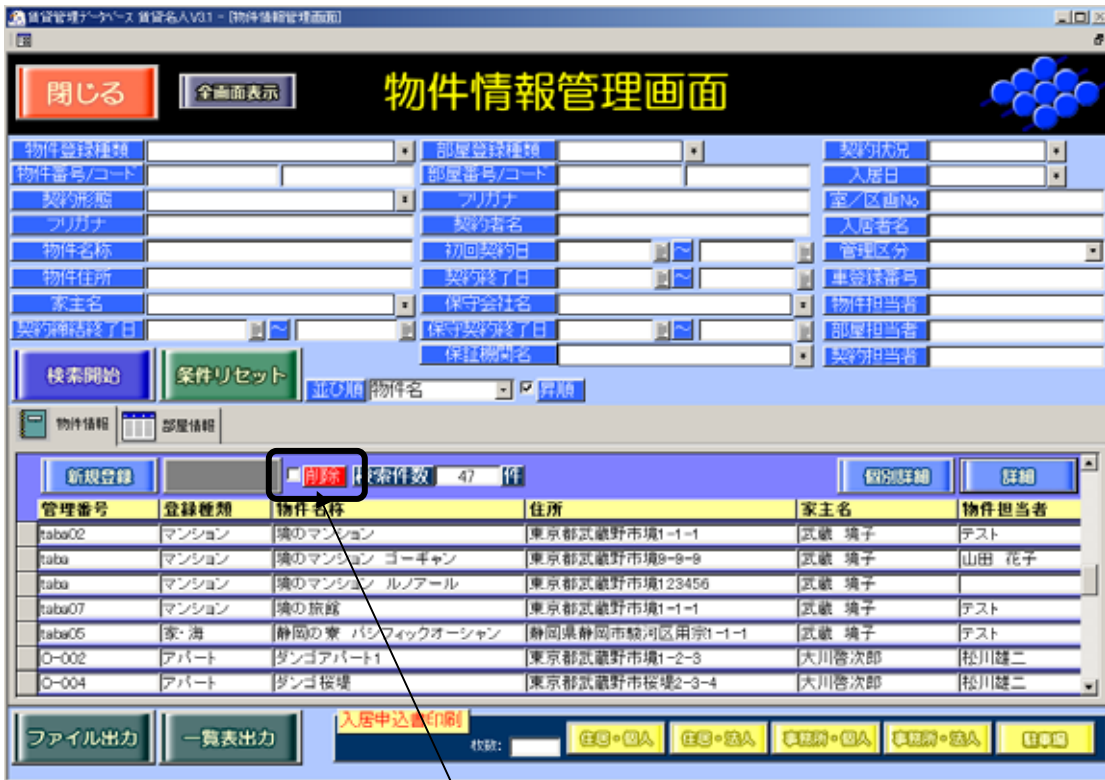 賃貸管理データベース 賃貸名人V3.1 - [物件情報管理画面]
閉じる 全画面表示 物件情報管理画面
物件登録種類 部屋登録種類 契約状況
物件番号/コード 部屋番号/コード 入居日
契約形態 フリガナ 室/区画No
フリガナ 契約者名 入居者名
物件名称 初回契約日 ～ 管理区分
物件住所 契約終了日 ～ 車登録番号
家主名 保守会社名 物件担当者
契約締結終了日 ～ 保守契約終了日 ～ 部屋担当者
保証機関名 契約担当者
検索開始 条件リセット 並び順 物件名 昇順
物件情報 部屋情報
新規登録 削除 検索件数 47 件 個別詳細 詳細
管理番号 登録種類 物件名称 住所 家主名 物件担当者
taba02 マンション 境のマンション 東京都武蔵野市境1-1-1 武蔵 境子 テスト
taba マンション 境のマンション ゴーギャン 東京都武蔵野市境9-9-9 武蔵 境子 山田 花子
taba マンション 境のマンション ルノアール 東京都武蔵野市境123456 武蔵 境子
taba07 マンション 境の旅館 東京都武蔵野市境1-1-1 武蔵 境子 テスト
taba05 家・海 静岡の寮 パシフィックオーシャン 静岡県静岡市駿河区用宗1-1-1 武蔵 境子 テスト
O-002 アパート ダンゴアパート1 東京都武蔵野市境1-2-3 大川啓次郎 松川雄二
O-004 アパート ダンゴ桜堤 東京都武蔵野市桜堤2-3-4 大川啓次郎 松川雄二
入居申込書印刷
ファイル出力 一覧表出力 枚数: 住居・個人 住居・法人 事務所・個人 事務所・法人 駐車場